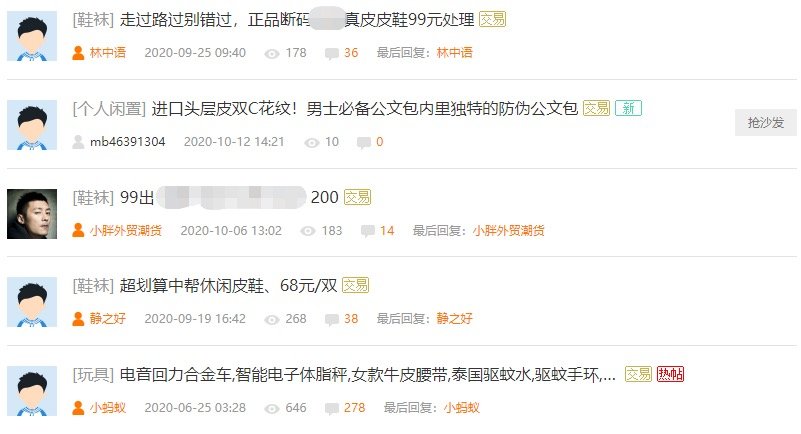 [鞋袜] 走过路过别错过，正品断码 真皮皮鞋99元处理 交易
林中语 2020-09-25 09:40 178 36 最后回复：林中语
[个人闲置] 进口头层皮双C花纹！男士必备公文包内里独特的防伪公文包 交易 新
抢沙发
mb46391304 2020-10-12 14:21 10 0
[鞋袜] 99出 200 交易
小胖外贸潮货 2020-10-06 13:02 183 14 最后回复：小胖外贸潮货
[鞋袜] 超划算中帮休闲皮鞋、68元/双 交易
静之好 2020-09-19 16:42 268 38 最后回复：静之好
[玩具] 电音回力合金车,智能电子体脂秤,女款牛皮腰带,泰国驱蚊水,驱蚊手环,... 交易 热帖
小蚂蚁 2020-06-25 03:28 646 278 最后回复：小蚂蚁